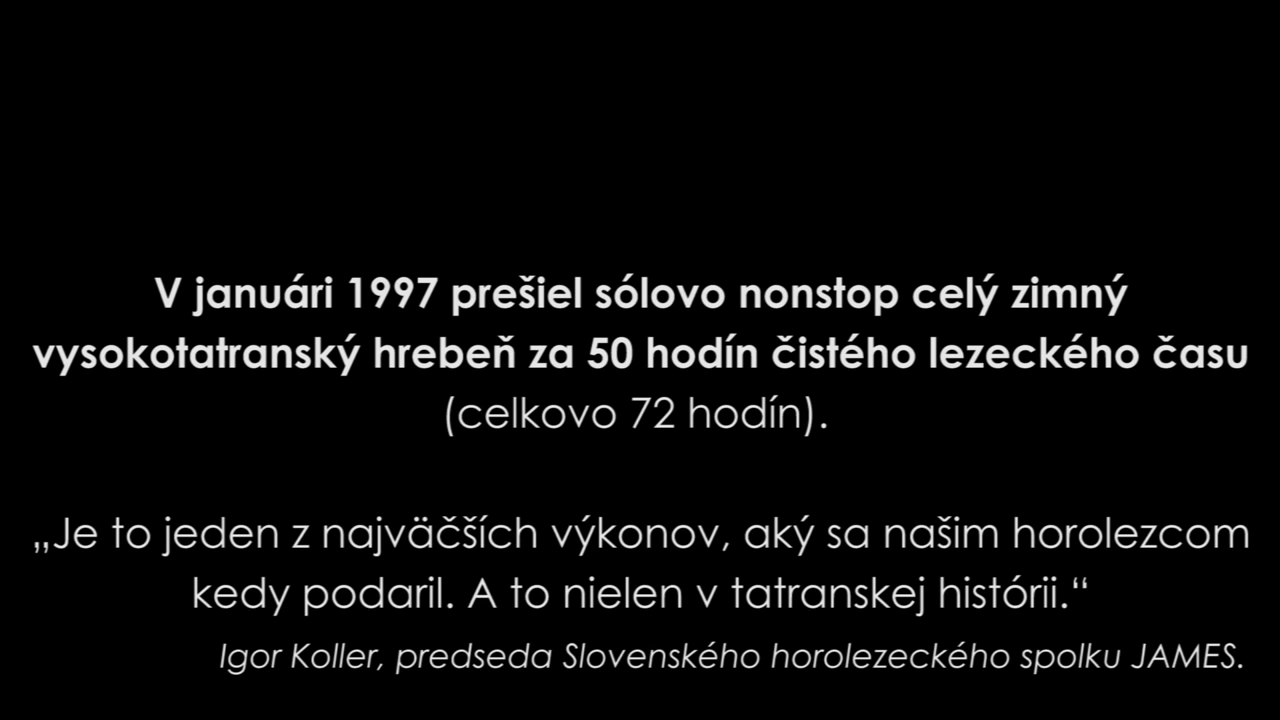 V januári 1997 prešiel sólovo nonstop celý zimný
vysokotatranský hrebeň za 50 hodín čistého lezeckého času
(celkovo 72 hodín).
„Je to jeden z najväčších výkonov, aký sa našim horolezcom
kedy podaril. A to nielen v tatranskej histórii.“
Igor Koller, predseda Slovenského horolezeckého spolku JAMES.